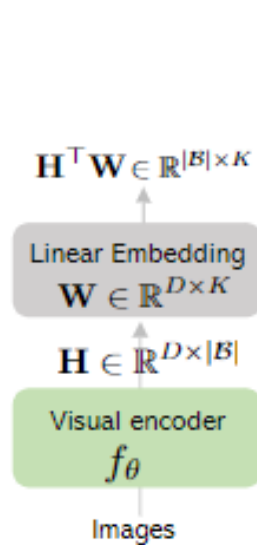 H⊤W ∈ ℝ|ℬ|×K
Linear Embedding
W ∈ ℝD×K
H ∈ ℝD×|ℬ|
Visual encoder
fθ
Images